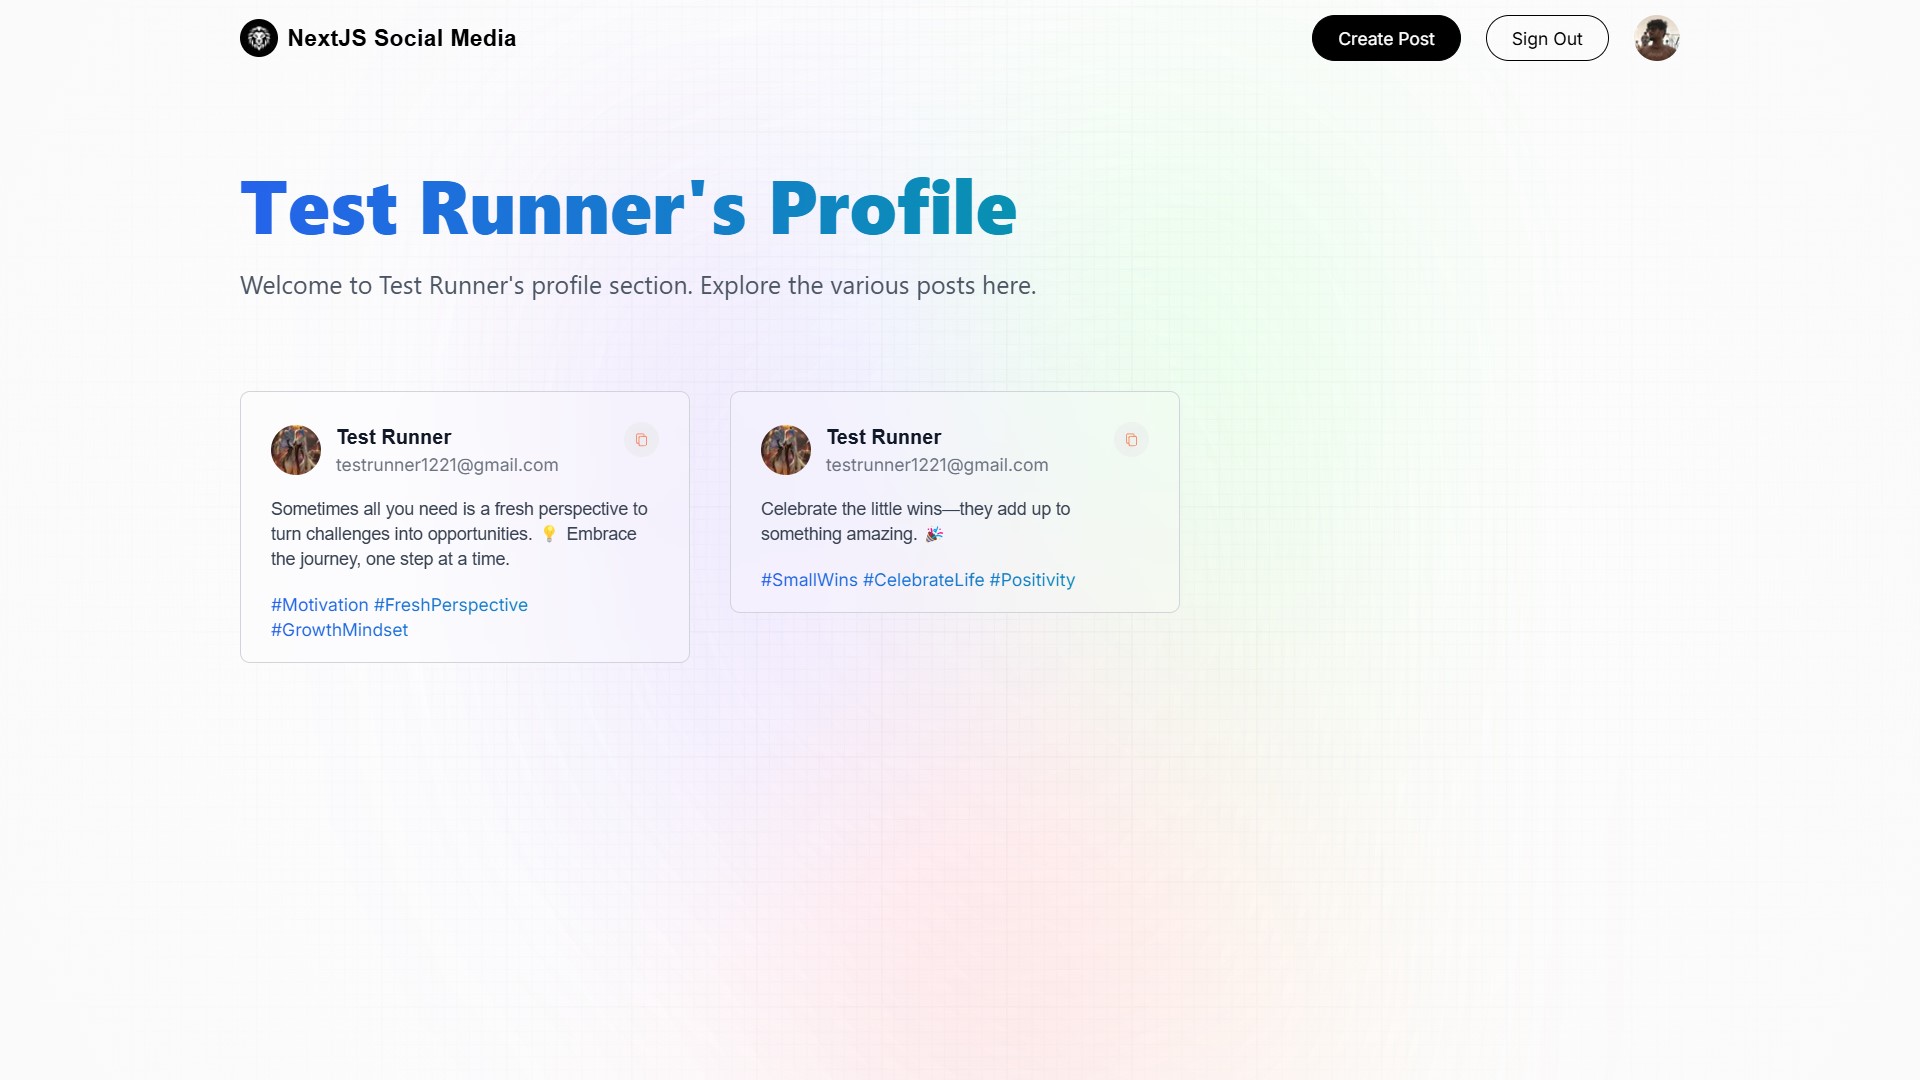 NextJS Social Media
Create Post
Sign Out
Test Runner's Profile
Welcome to Test Runner's profile section. Explore the various posts here.
Test Runner
testrunner1221@gmail.com
Sometimes all you need is a fresh perspective to
turn challenges into opportunities. 💡 Embrace
the journey, one step at a time.
#Motivation #FreshPerspective
#GrowthMindset
Test Runner
testrunner1221@gmail.com
Celebrate the little wins—they add up to
something amazing. 🎉
#SmallWins #CelebrateLife #Positivity